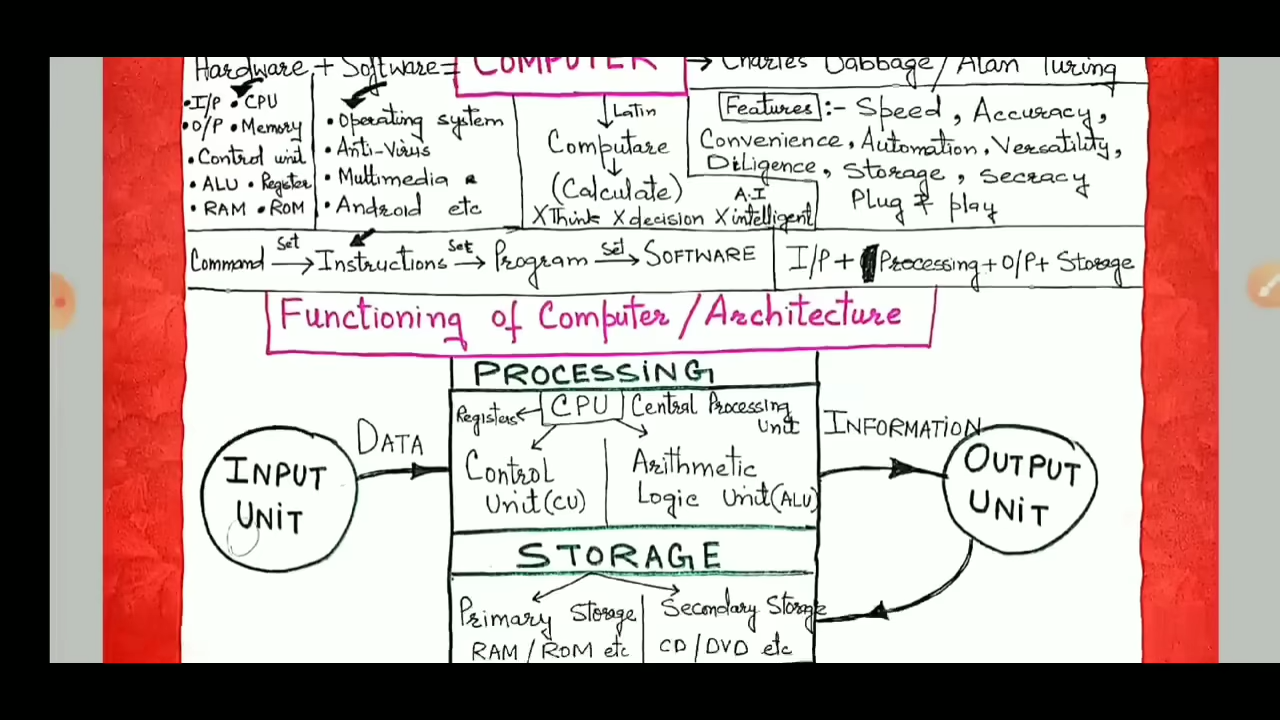 Hardware + Software = COMPUTER → Charles Babbage/Alan Turing
• I/P • CPU
• O/P • Memory
• Control unit
• ALU • Register
• RAM • ROM
• Operating system
• Anti-Virus
• Multimedia
• Android etc
Latin
Computare
(Calculate)
A.I
X Think X decision X intelligent
Features :- Speed, Accuracy,
Convenience, Automation, Versatility,
Diligence, Storage, secracy
Plug & play
Command set → Instructions set → Program set → SOFTWARE
I/P + Processing + O/P + Storage
Functioning of Computer/Architecture
PROCESSING
Registers ← CPU Central Processing
Unit
Control
Unit (CU)
Arithmetic
Logic Unit (ALU)
INPUT
UNIT
DATA
INFORMATION
OUTPUT
UNIT
STORAGE
Primary Storage
RAM / ROM etc
Secondary Storage
CD / DVD etc